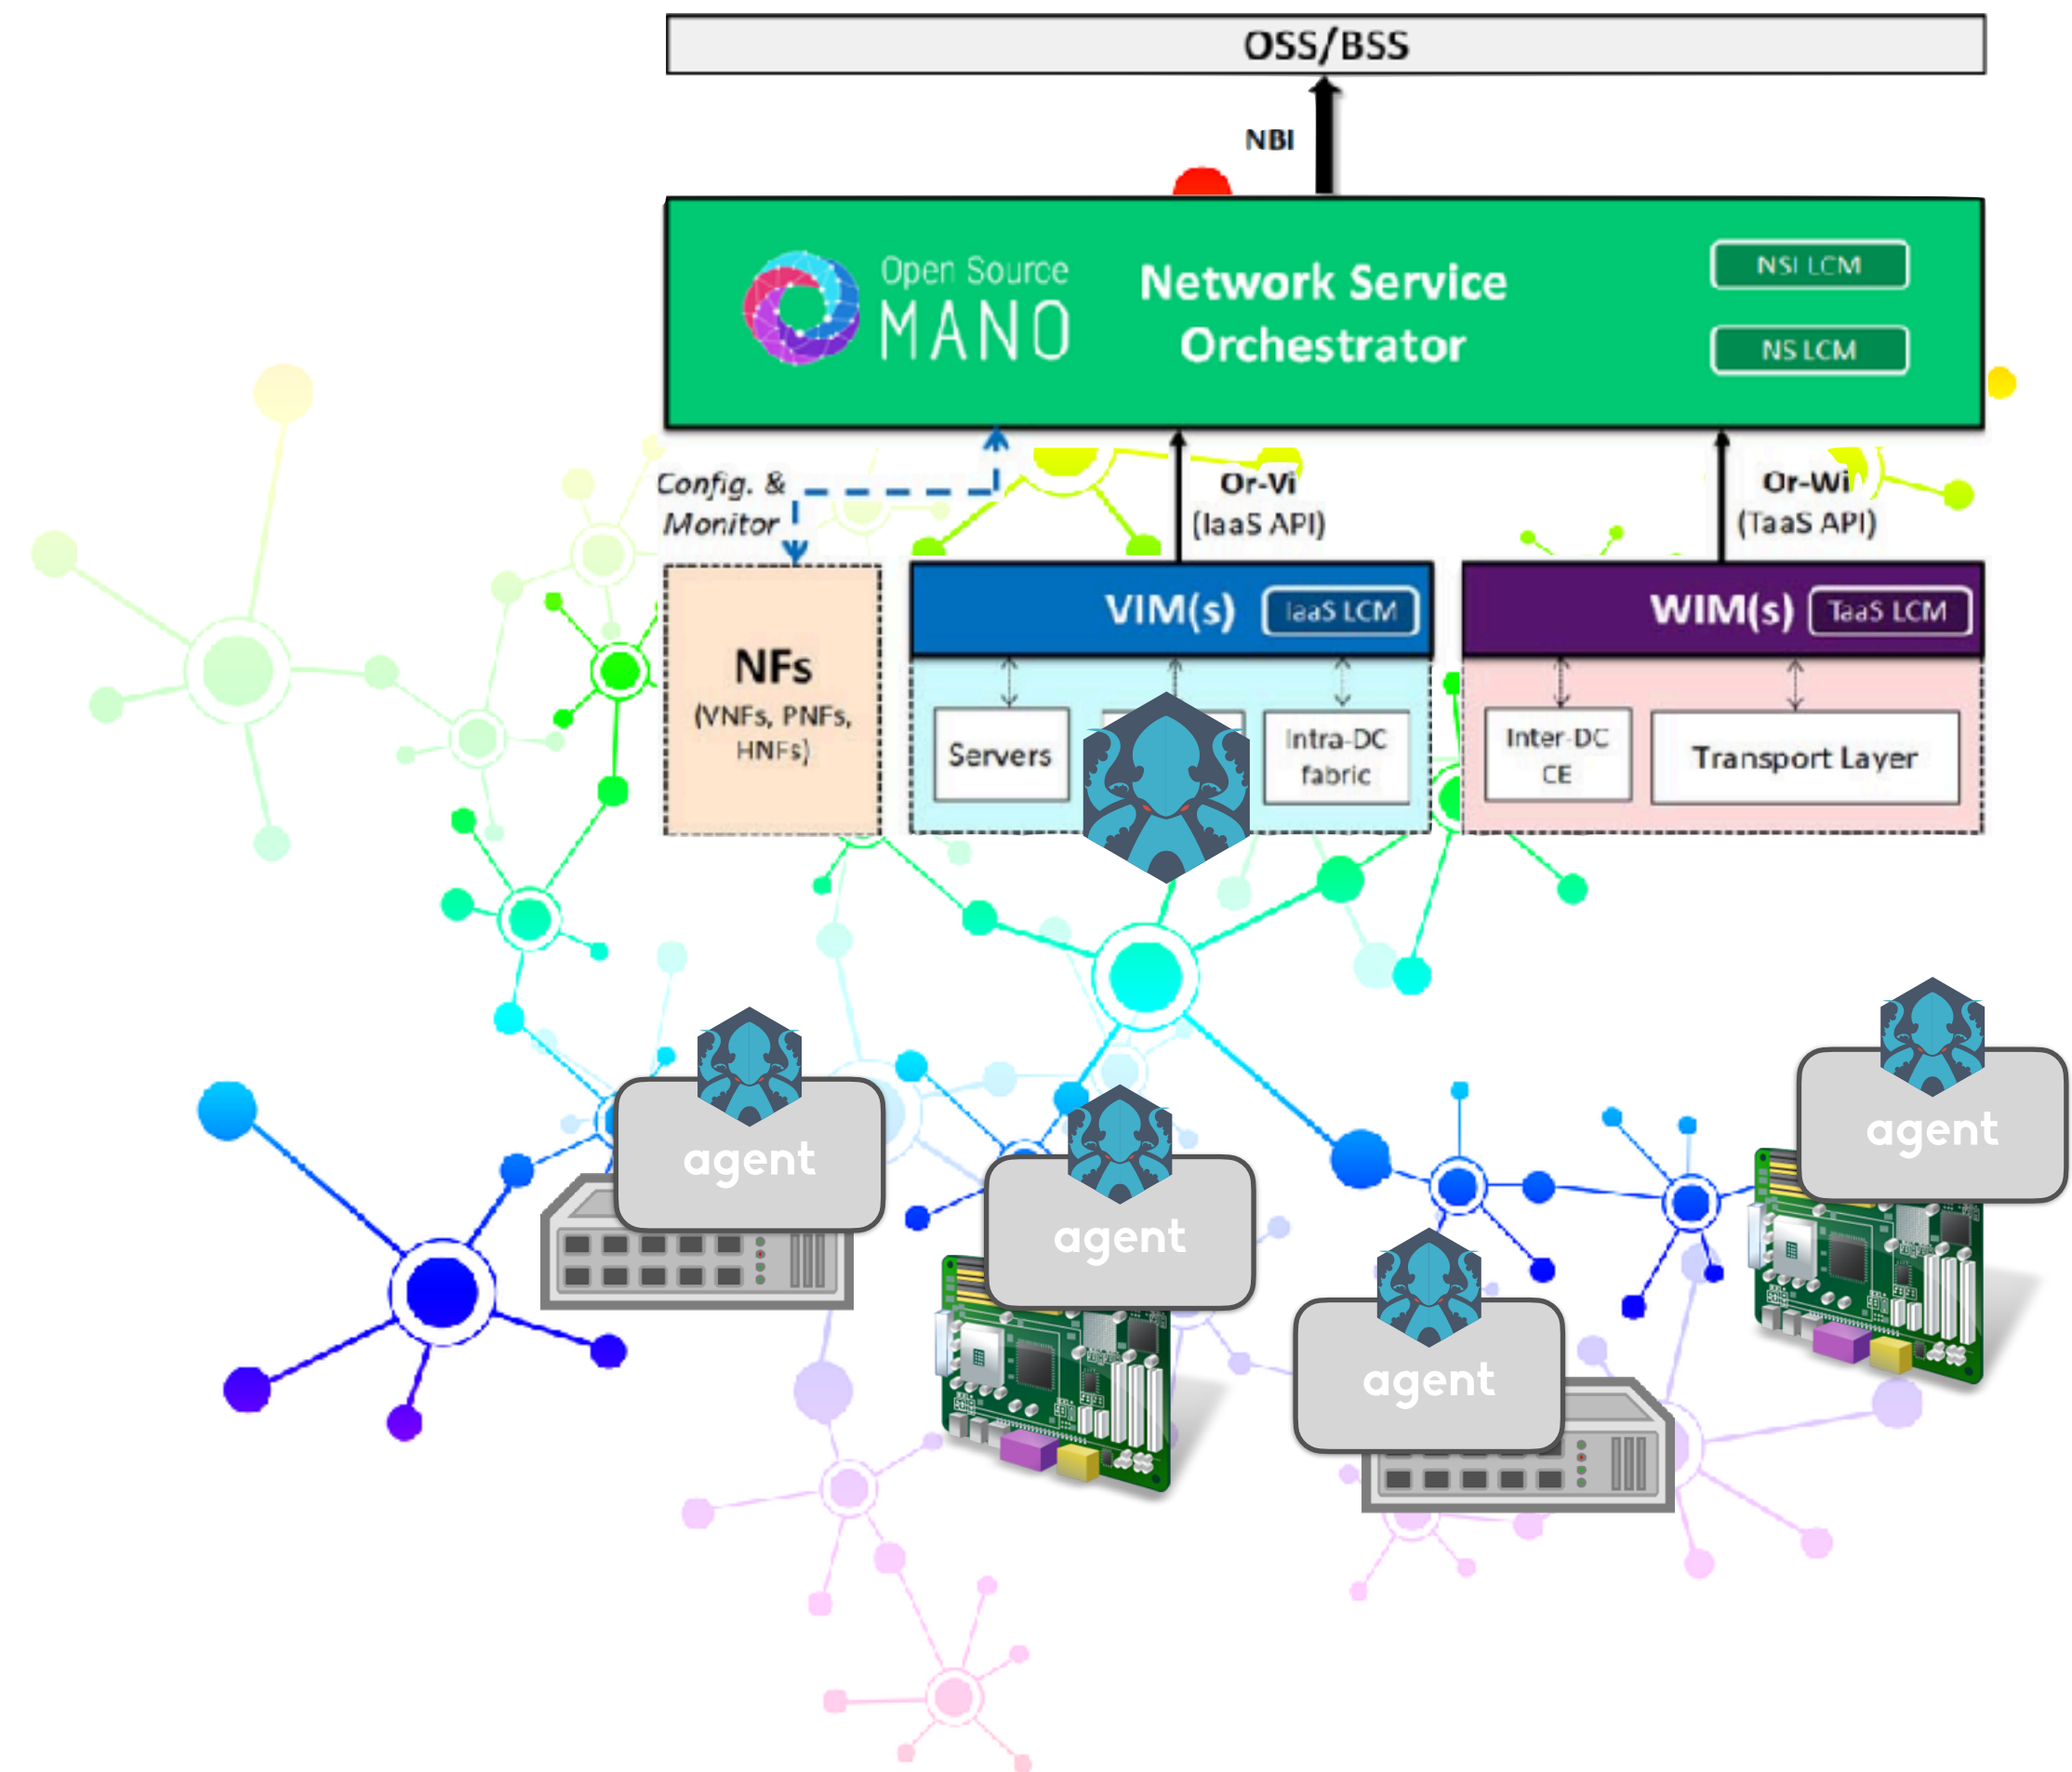 OSS/BSS
NBI
Open Source
MANO
Network Service
Orchestrator
NSI LCM
NS LCM
Config. &
Monitor
Or-Vi
(IaaS API)
Or-Wi
(TaaS API)
NFs
(VNFs, PNFs,
HNFs)
VIM(s)
IaaS LCM
WIM(s)
TaaS LCM
Servers
Intra-DC
fabric
Inter-DC
CE
Transport Layer
agent
agent
agent
agent